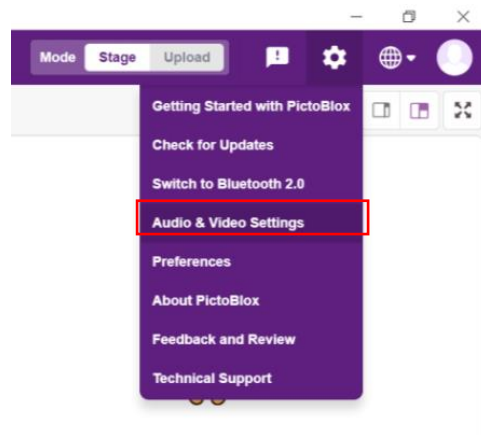 Mode Stage Upload
Getting Started with PictoBlox
Check for Updates
Switch to Bluetooth 2.0
Audio & Video Settings
Preferences
About PictoBlox
Feedback and Review
Technical Support